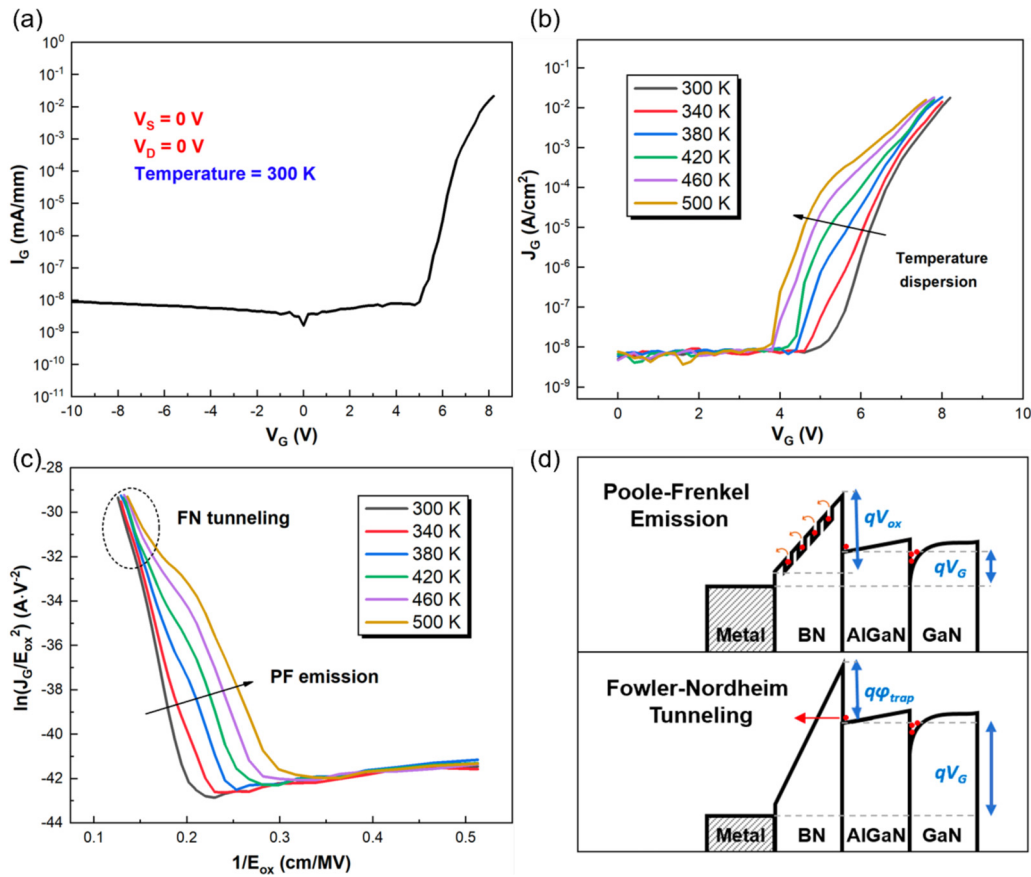 (a)
10⁰
10⁻¹
10⁻²
10⁻³
10⁻⁴
10⁻⁵
10⁻⁶
10⁻⁷
10⁻⁸
10⁻⁹
10⁻¹⁰
10⁻¹¹
I_G (mA/mm)
V_S = 0 V
V_D = 0 V
Temperature = 300 K
-10 -8 -6 -4 -2 0 2 4 6 8
V_G (V)
(b)
10⁻¹
10⁻²
10⁻³
10⁻⁴
10⁻⁵
10⁻⁶
10⁻⁷
10⁻⁸
10⁻⁹
J_G (A/cm²)
300 K
340 K
380 K
420 K
460 K
500 K
Temperature
dispersion
0 2 4 6 8 10
V_G (V)
(c)
-28
-30
-32
-34
-36
-38
-40
-42
-44
ln(J_G/E_ox²) (A·V⁻²)
FN tunneling
300 K
340 K
380 K
420 K
460 K
500 K
PF emission
0.1 0.2 0.3 0.4 0.5
1/E_ox (cm/MV)
(d)
Poole-Frenkel
Emission
qV_ox
qV_G
Metal BN AlGaN GaN
Fowler-Nordheim
Tunneling
qφ_trap
qV_G
Metal BN AlGaN GaN